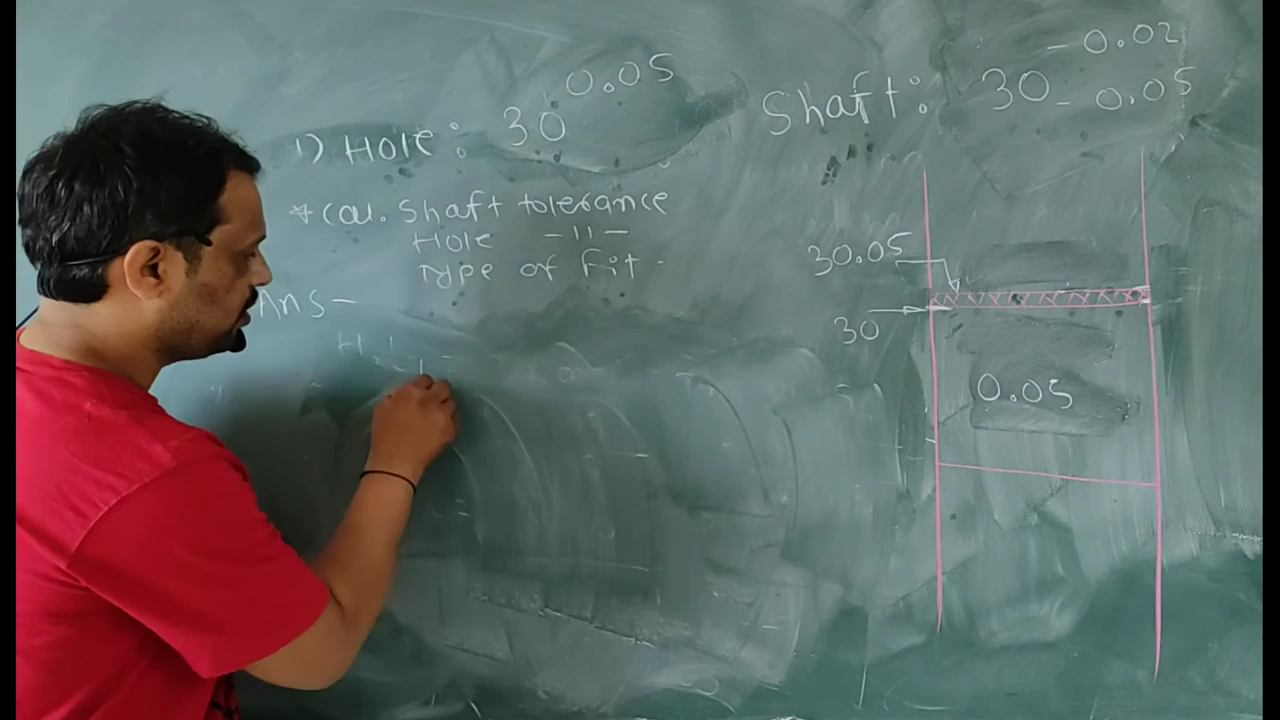 1) Hole: 30 0.05
* cal. Shaft tolerance
Hole -11-
Type of Fit.
Ans-
Hol
Shaft: 30 -0.02 -0.05
30.05
30
0.05